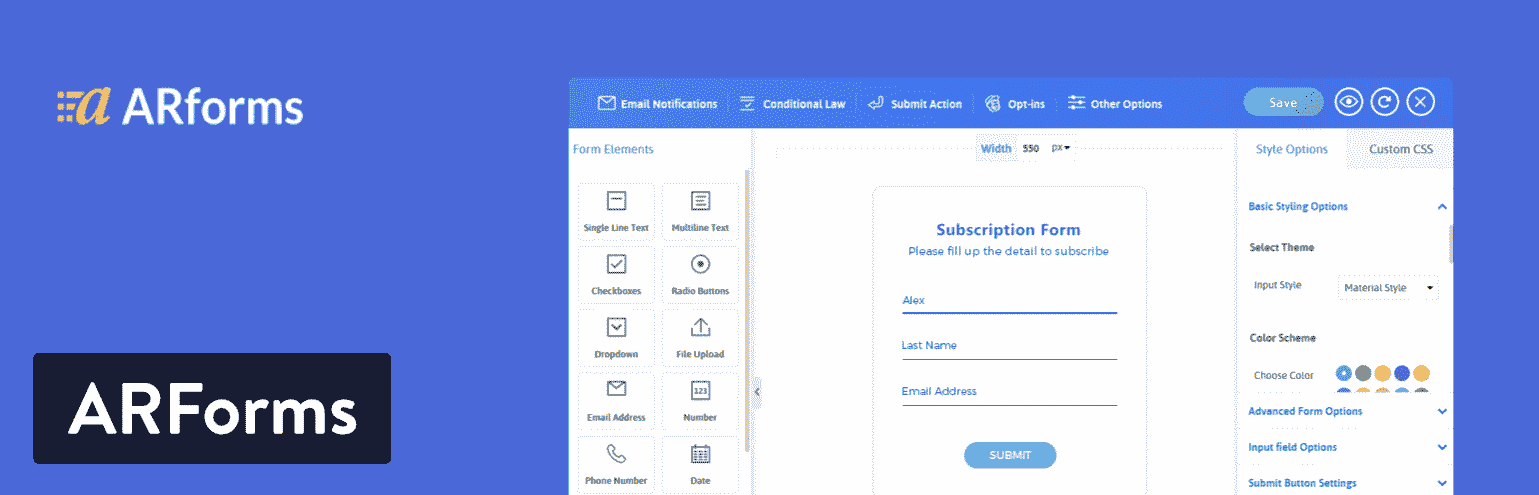 ARforms
ARForms
Email Notifications
Conditional Law
Submit Action
Opt-ins
Other Options
Save
Form Elements
Single Line Text
Multiline Text
Checkboxes
Radio Buttons
Dropdown
File Upload
Email Address
123
Number
Phone Number
Date
Width 550 px
Subscription Form
Please fill up the detail to subscribe
Alex
Last Name
Email Address
SUBMIT
Style Options
Custom CSS
Basic Styling Options
Select Theme
Input Style
Material Style
Color Scheme
Choose Color
Advanced Form Options
Input field Options
Submit Button Settings